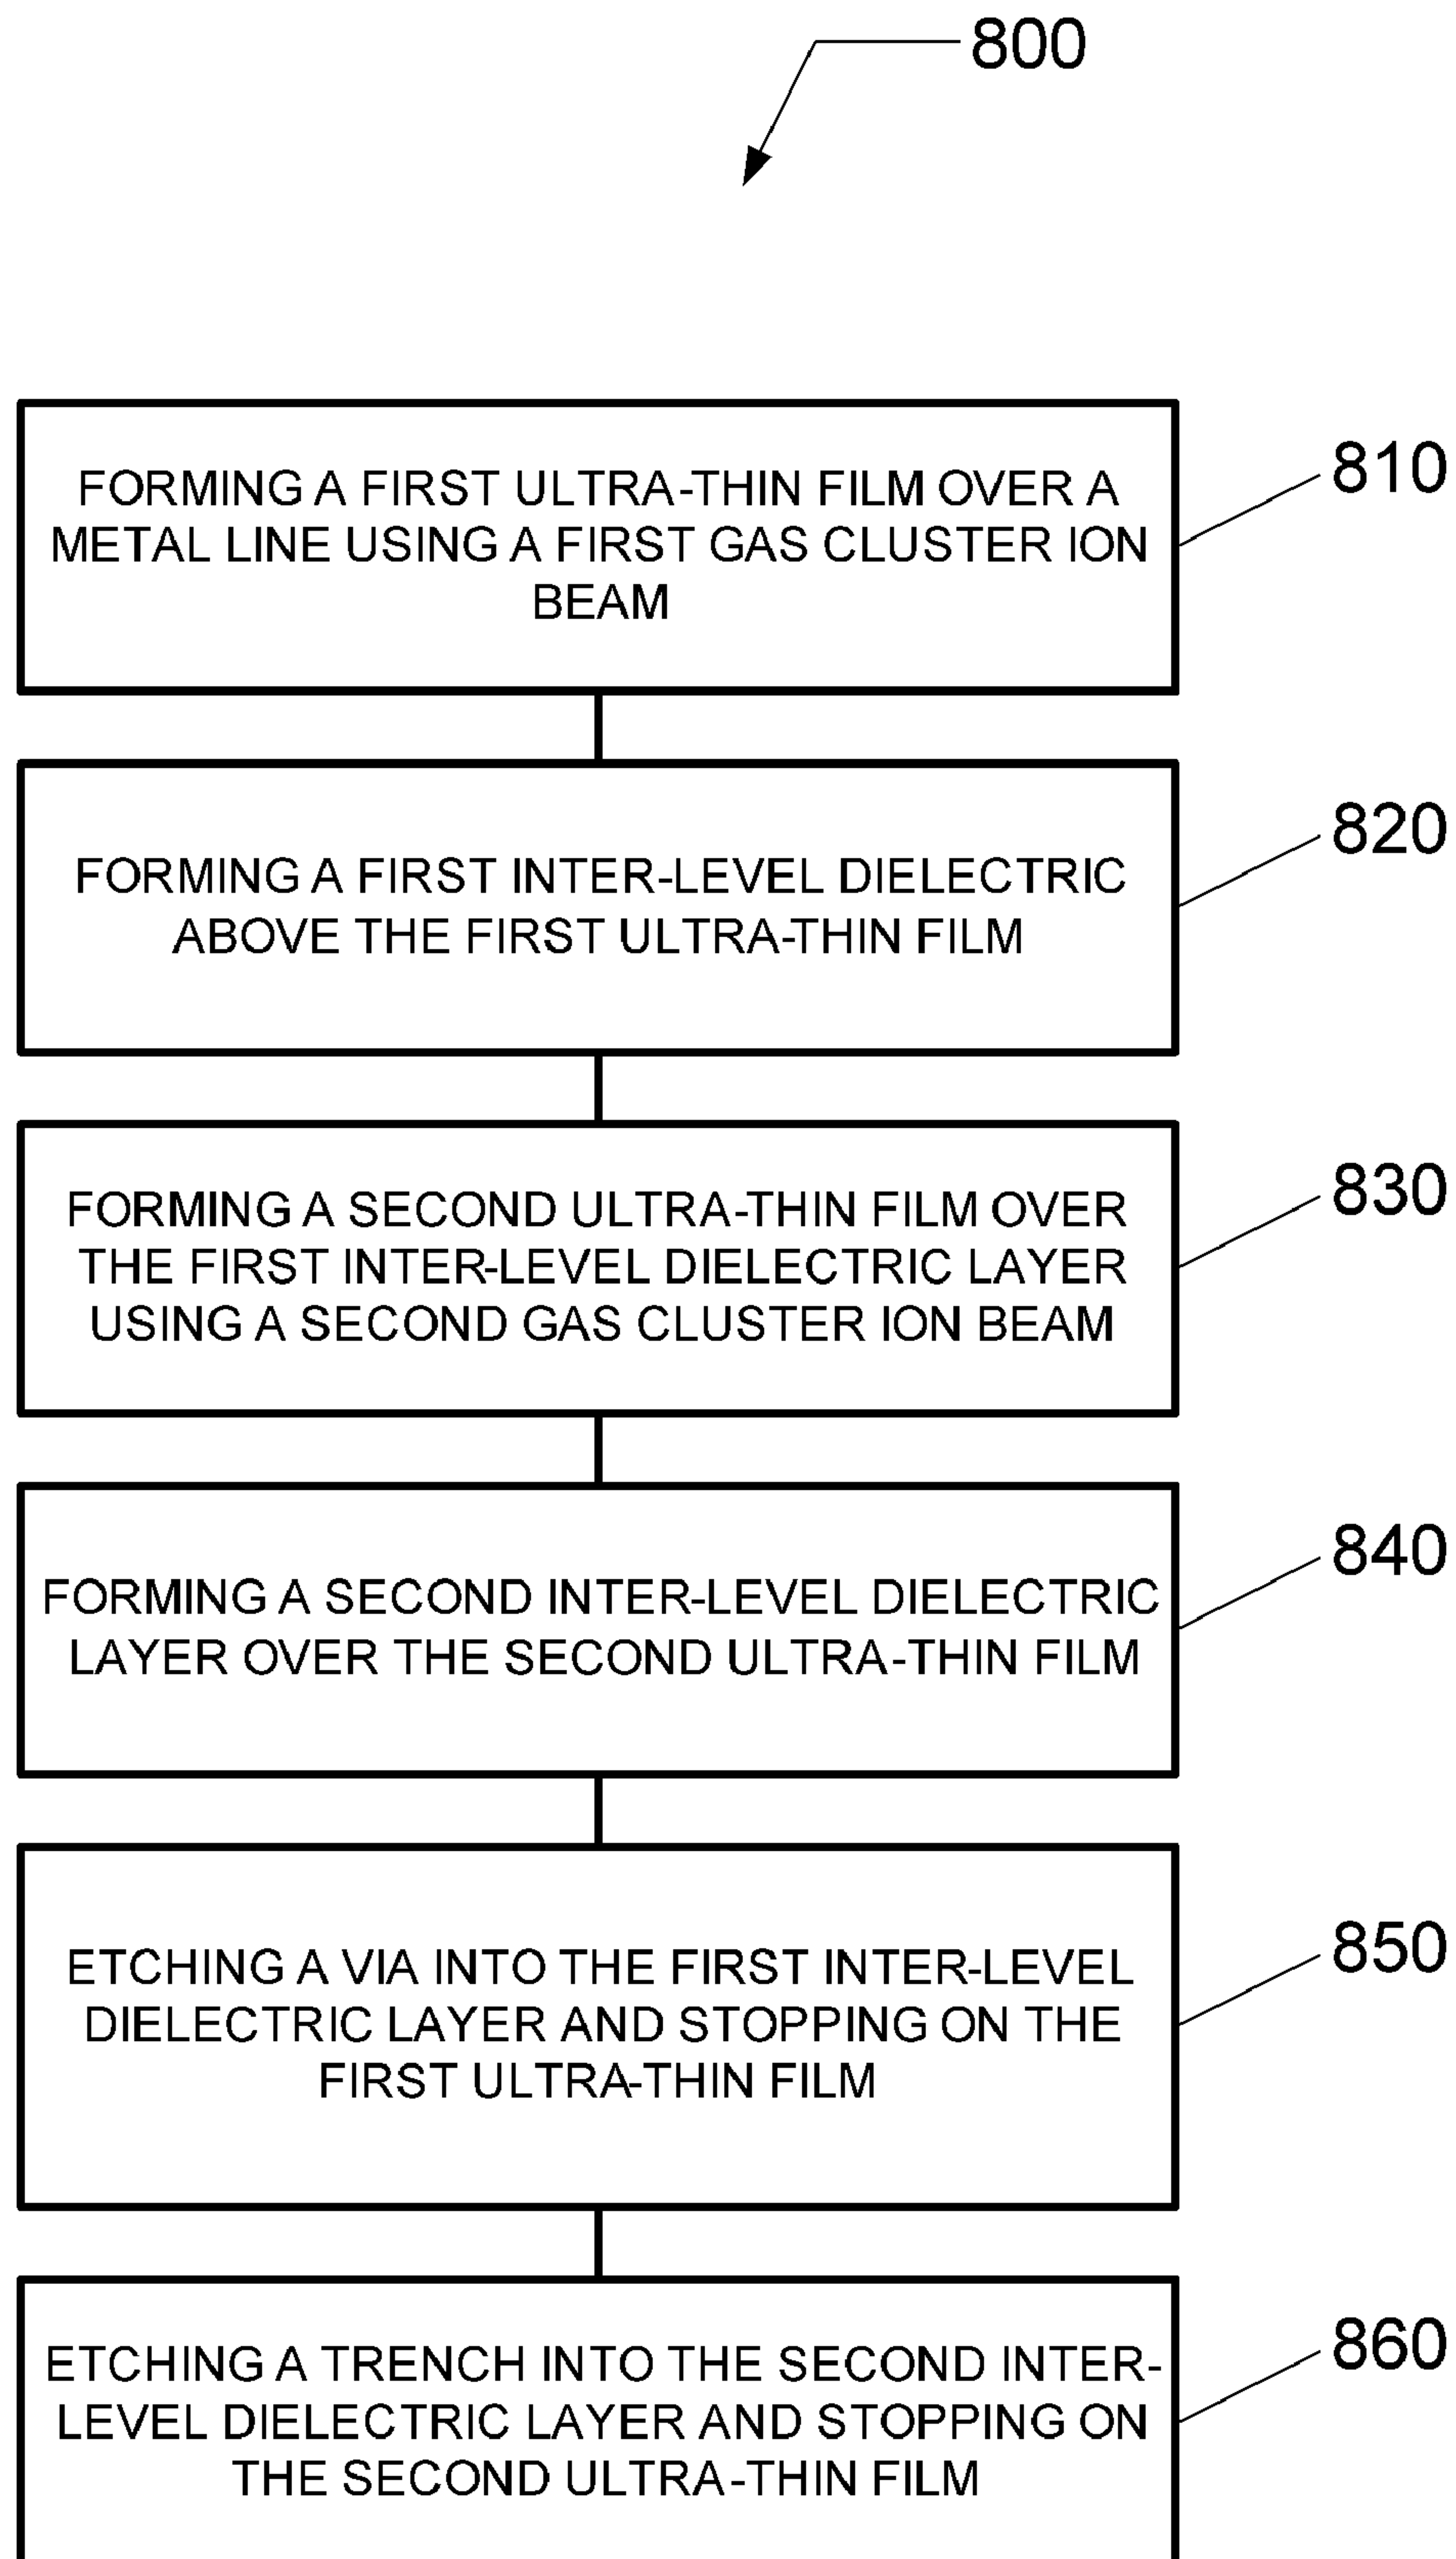 800
FORMING A FIRST ULTRA-THIN FILM OVER A
METAL LINE USING A FIRST GAS CLUSTER ION
BEAM
810
FORMING A FIRST INTER-LEVEL DIELECTRIC
ABOVE THE FIRST ULTRA-THIN FILM
820
FORMING A SECOND ULTRA-THIN FILM OVER
THE FIRST INTER-LEVEL DIELECTRIC LAYER
USING A SECOND GAS CLUSTER ION BEAM
830
FORMING A SECOND INTER-LEVEL DIELECTRIC
LAYER OVER THE SECOND ULTRA-THIN FILM
840
ETCHING A VIA INTO THE FIRST INTER-LEVEL
DIELECTRIC LAYER AND STOPPING ON THE
FIRST ULTRA-THIN FILM
850
ETCHING A TRENCH INTO THE SECOND INTER-
LEVEL DIELECTRIC LAYER AND STOPPING ON
THE SECOND ULTRA-THIN FILM
860